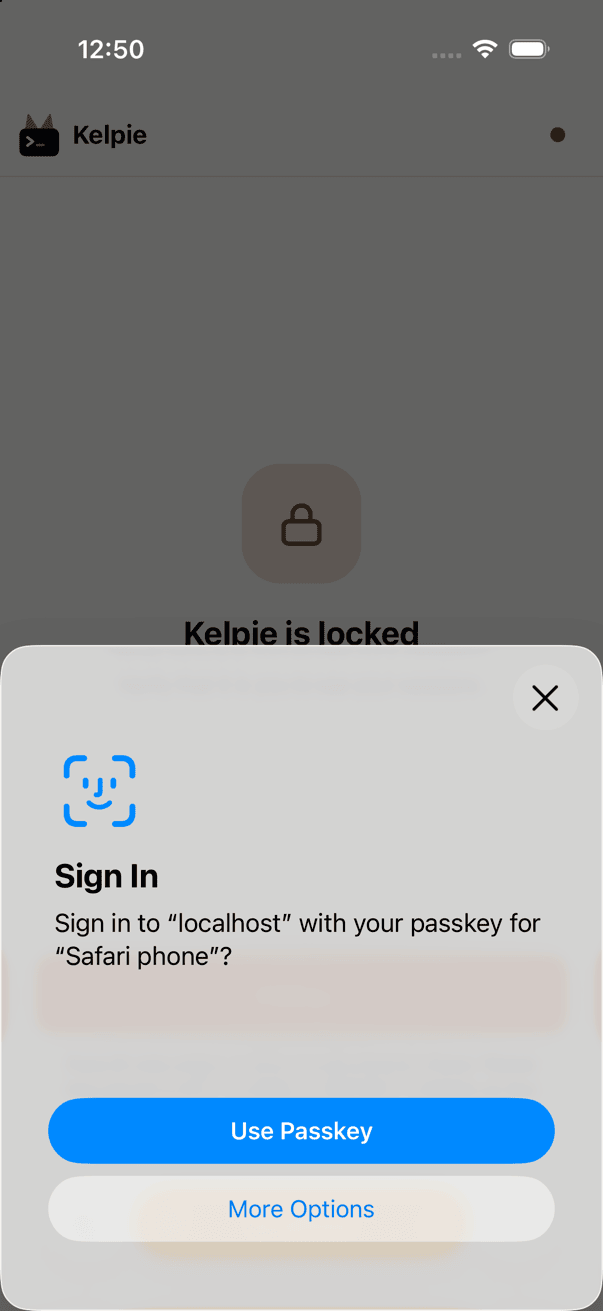 12:50
Kelpie
Kelpie is locked
Sign In
Sign in to “localhost” with your passkey for
“Safari phone”?
Use Passkey
More Options